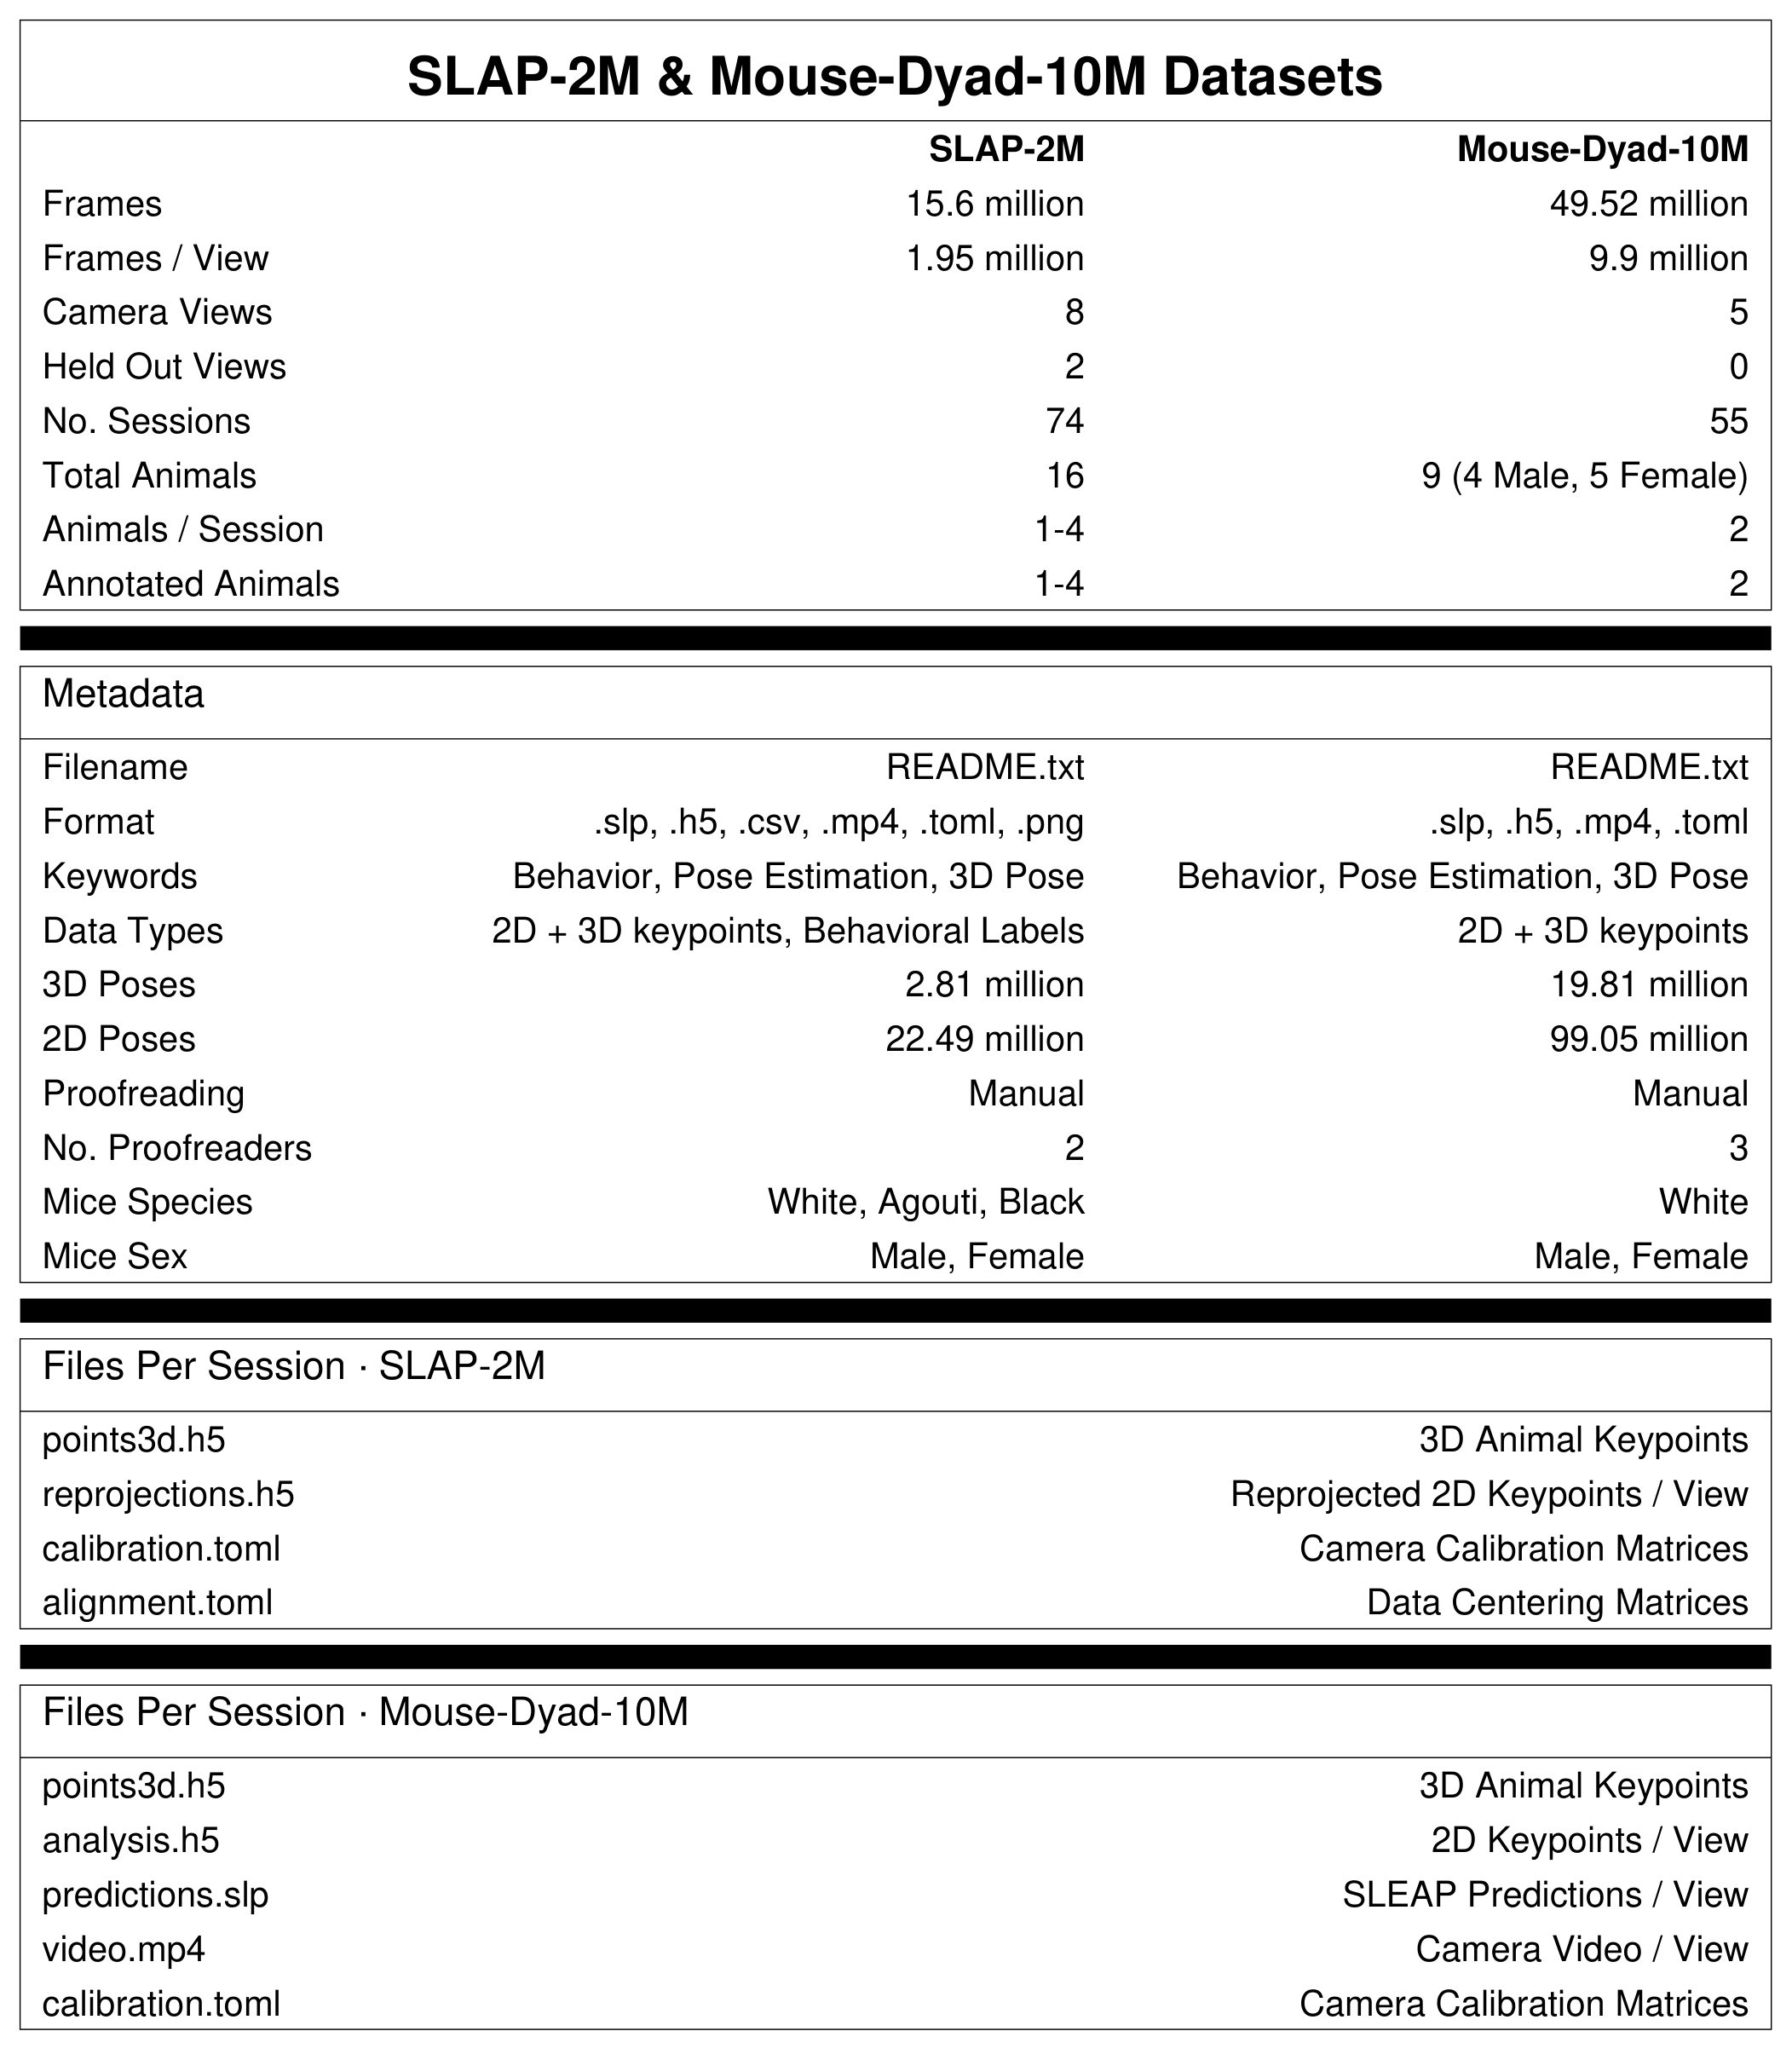 SLAP-2M & Mouse-Dyad-10M Datasets
SLAP-2M Mouse-Dyad-10M
Frames 15.6 million 49.52 million
Frames / View 1.95 million 9.9 million
Camera Views 8 5
Held Out Views 2 0
No. Sessions 74 55
Total Animals 16 9 (4 Male, 5 Female)
Animals / Session 1-4 2
Annotated Animals 1-4 2
Metadata
Filename README.txt README.txt
Format .slp, .h5, .csv, .mp4, .toml, .png .slp, .h5, .mp4, .toml
Keywords Behavior, Pose Estimation, 3D Pose Behavior, Pose Estimation, 3D Pose
Data Types 2D + 3D keypoints, Behavioral Labels 2D + 3D keypoints
3D Poses 2.81 million 19.81 million
2D Poses 22.49 million 99.05 million
Proofreading Manual Manual
No. Proofreaders 2 3
Mice Species White, Agouti, Black White
Mice Sex Male, Female Male, Female
Files Per Session · SLAP-2M
points3d.h5 3D Animal Keypoints
reprojections.h5 Reprojected 2D Keypoints / View
calibration.toml Camera Calibration Matrices
alignment.toml Data Centering Matrices
Files Per Session · Mouse-Dyad-10M
points3d.h5 3D Animal Keypoints
analysis.h5 2D Keypoints / View
predictions.slp SLEAP Predictions / View
video.mp4 Camera Video / View
calibration.toml Camera Calibration Matrices